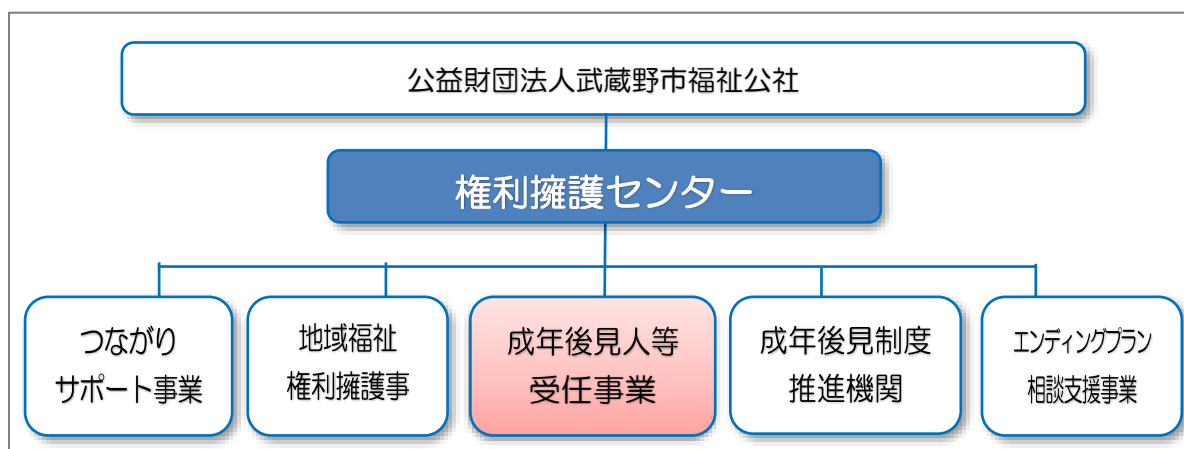 公益財団法人武蔵野市福祉公社
権利擁護センター
つながり
サポート事業
地域福祉
権利擁護事
成年後見人等
受任事業
成年後見制度
推進機関
エンディングプラン
相談支援事業